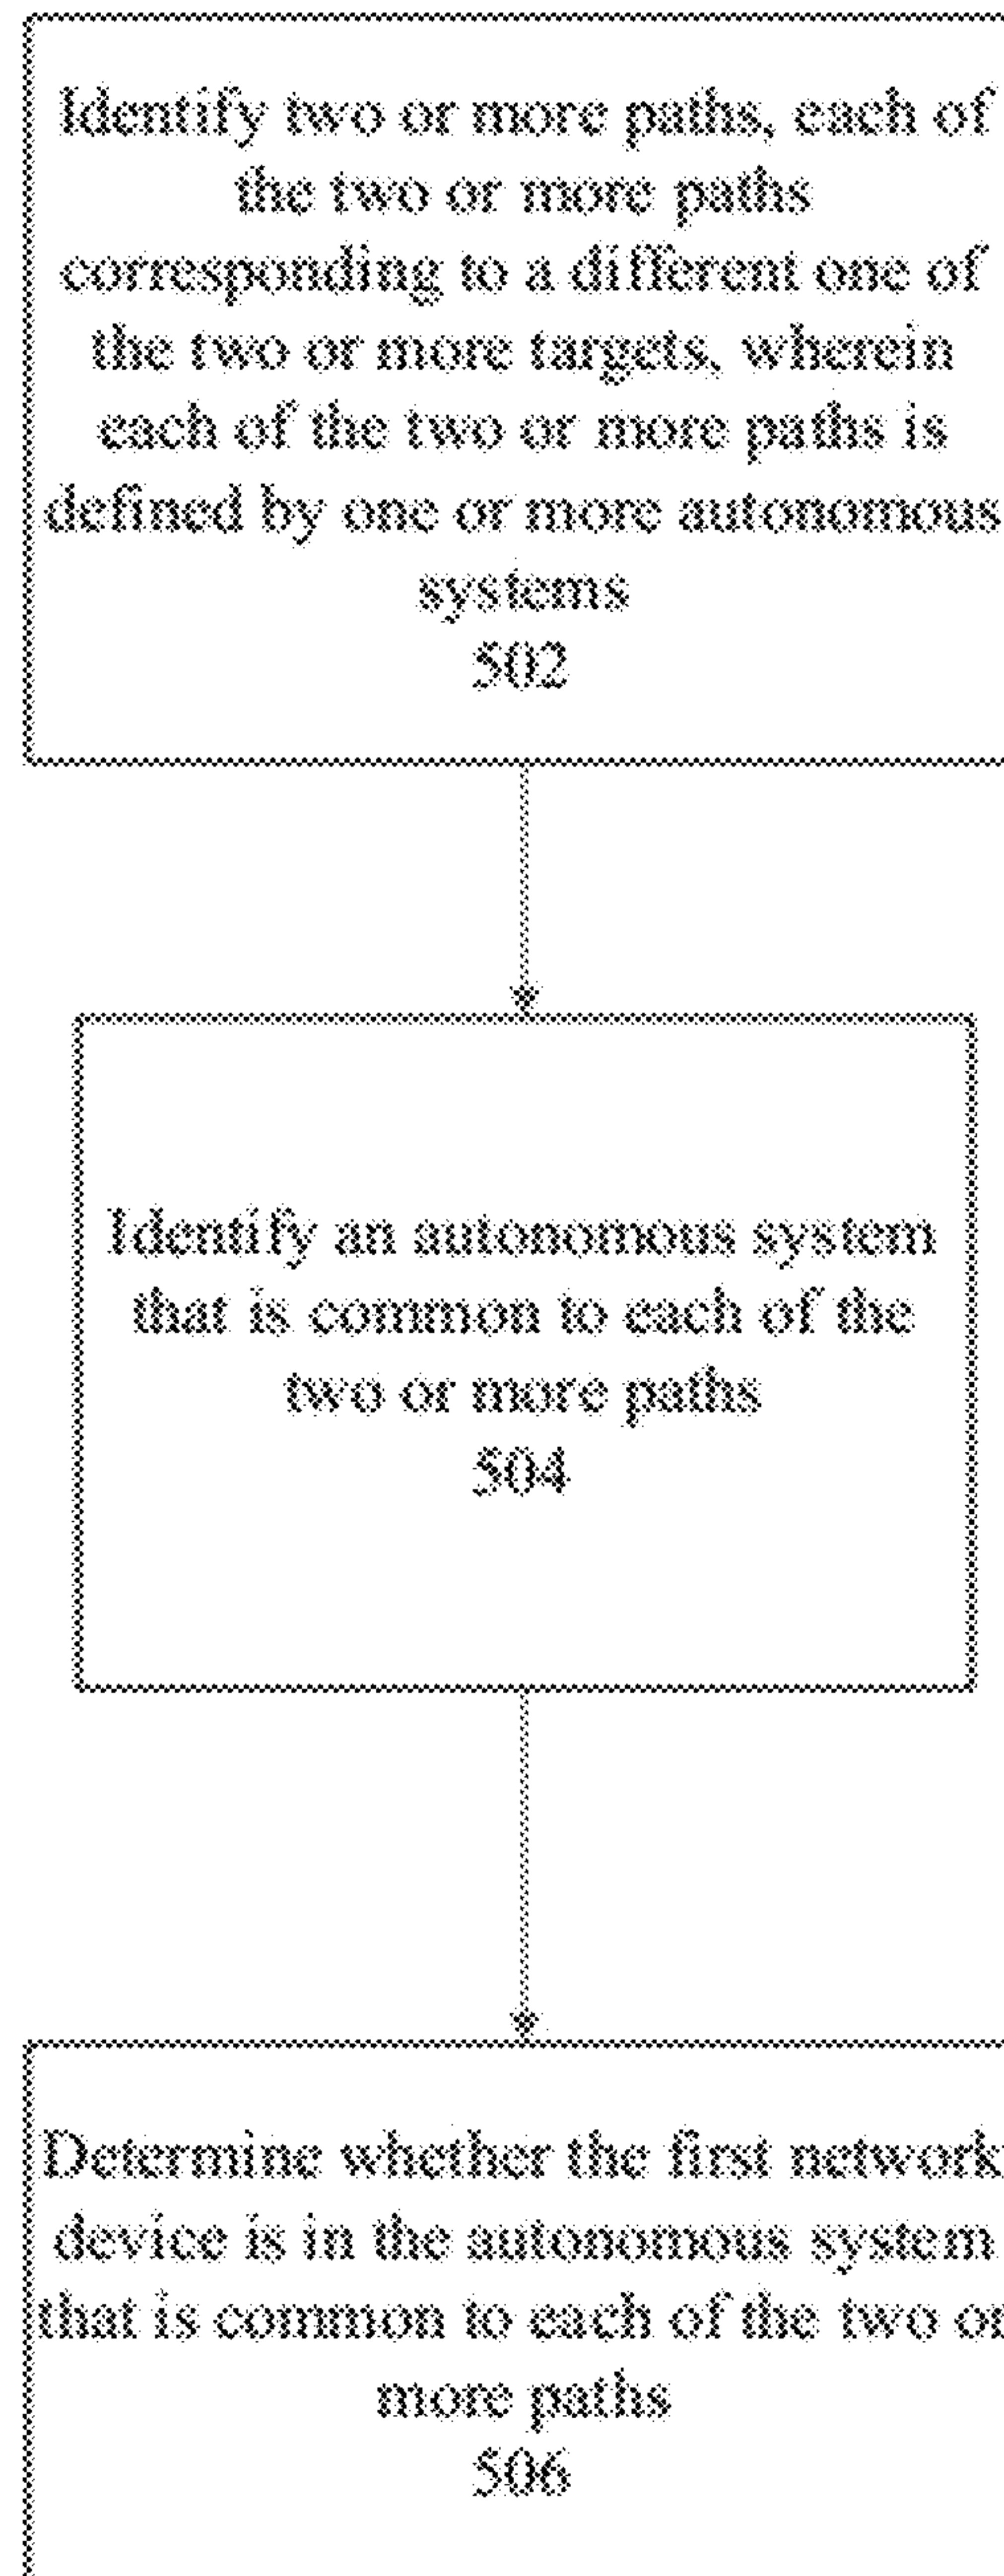 Identify two or more paths, each of
the two or more paths
corresponding to a different one of
the two or more targets, wherein
each of the two or more paths is
defined by one or more autonomous
systems
502
Identify an autonomous system
that is common to each of the
two or more paths
504
Determine whether the first network
device is in the autonomous system
that is common to each of the two or
more paths
506